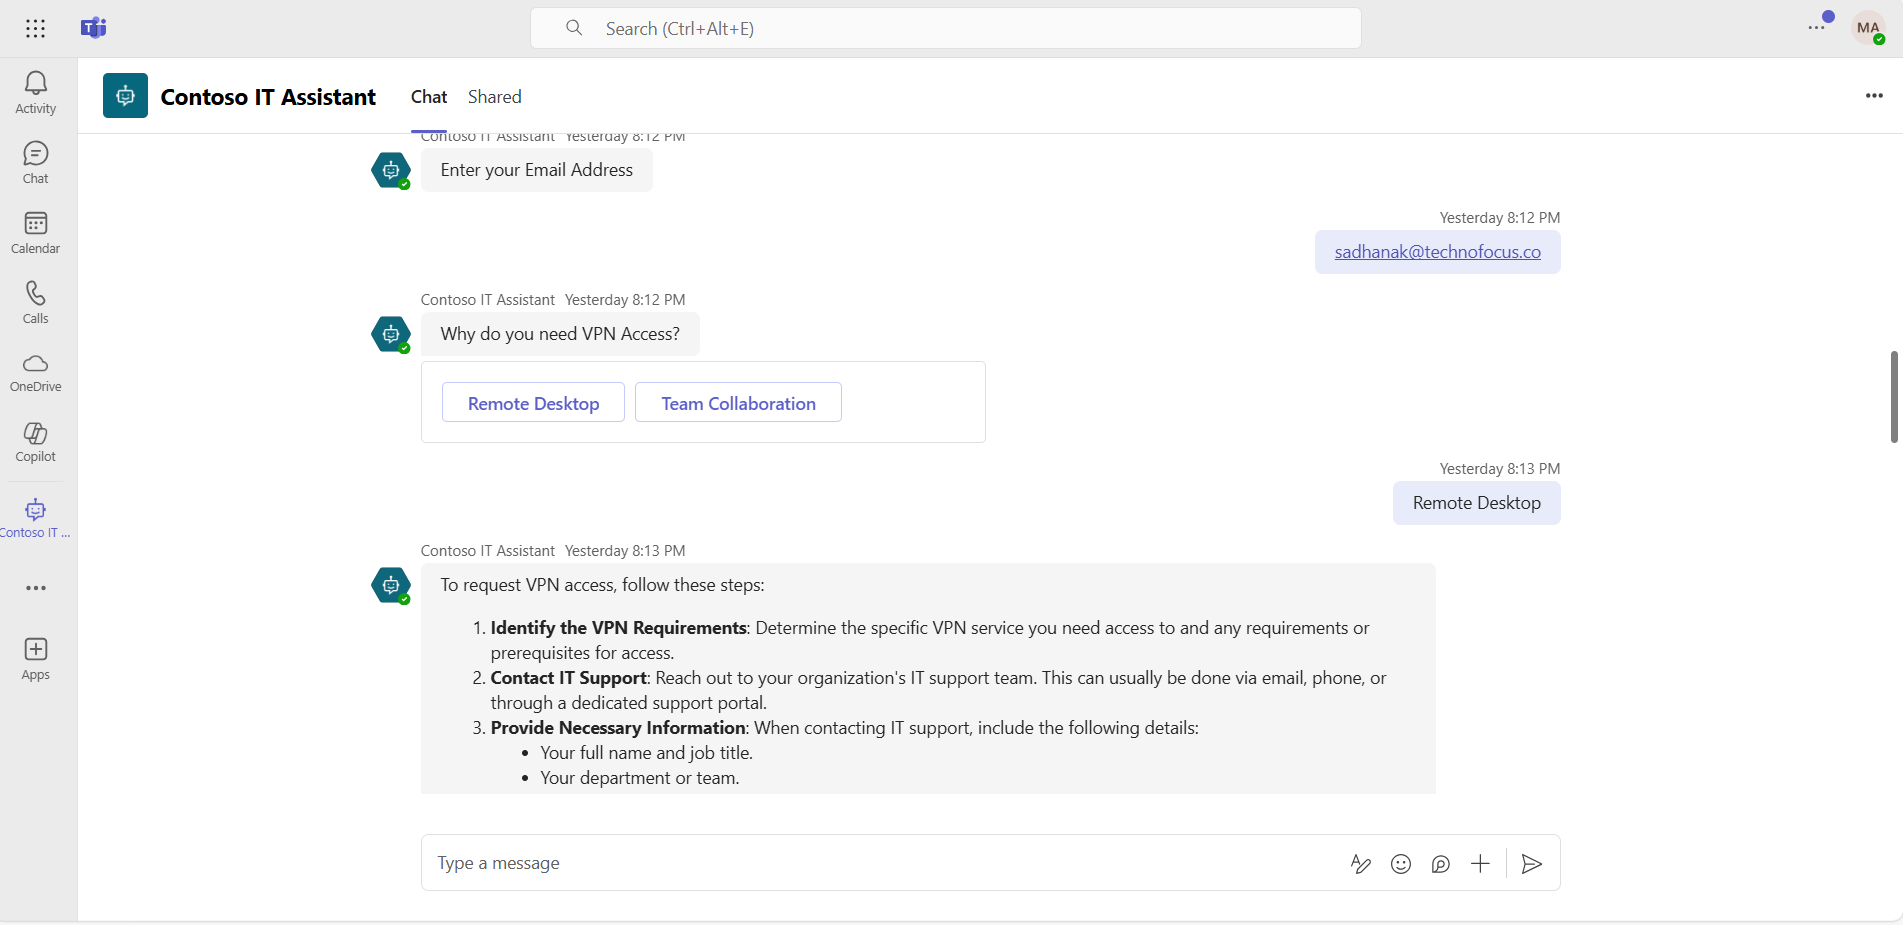 Search (Ctrl+Alt+E)
MA
Activity
Chat
Calendar
Calls
OneDrive
Copilot
Contoso IT ...
Apps
Contoso IT Assistant
Chat
Shared
Contoso IT Assistant Yesterday 8:12 PM
Enter your Email Address
Yesterday 8:12 PM
sadhanak@technofocus.co
Contoso IT Assistant Yesterday 8:12 PM
Why do you need VPN Access?
Remote Desktop
Team Collaboration
Yesterday 8:13 PM
Remote Desktop
Contoso IT Assistant Yesterday 8:13 PM
To request VPN access, follow these steps:
1. Identify the VPN Requirements: Determine the specific VPN service you need access to and any requirements or
prerequisites for access.
2. Contact IT Support: Reach out to your organization's IT support team. This can usually be done via email, phone, or
through a dedicated support portal.
3. Provide Necessary Information: When contacting IT support, include the following details:
• Your full name and job title.
• Your department or team.
Type a message